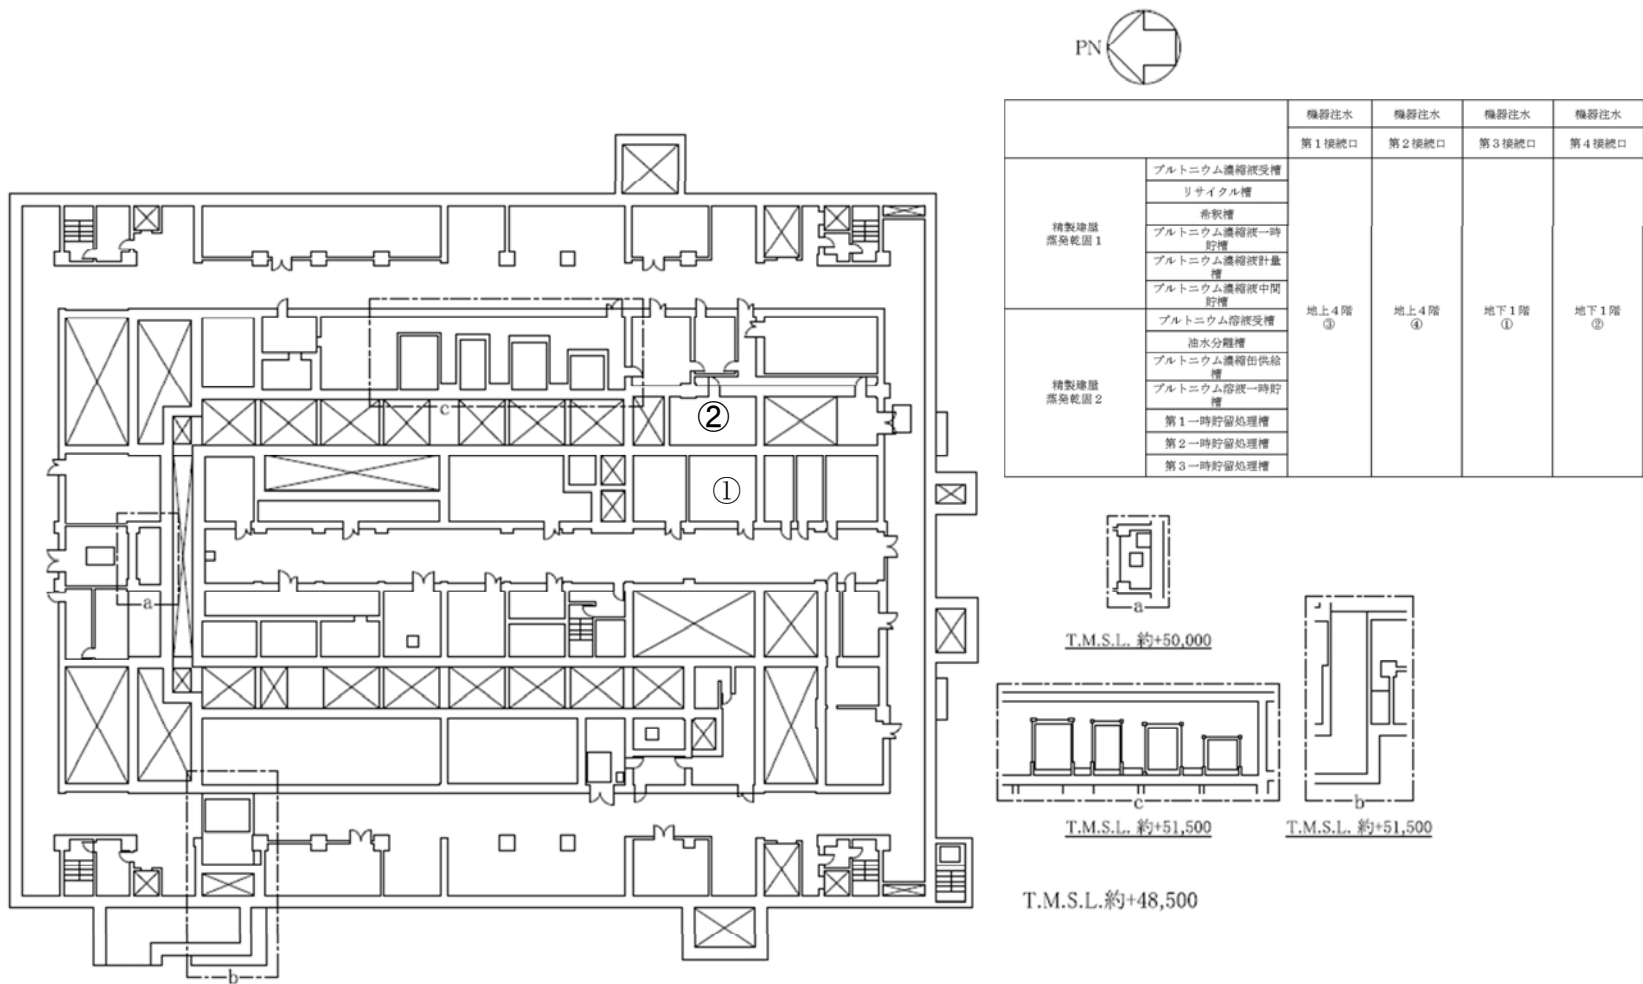 PN
機器注水 機器注水 機器注水 機器注水
第1接続口 第2接続口 第3接続口 第4接続口
精製建屋
蒸発乾固1
プルトニウム濃縮液受槽
リサイクル槽
希釈槽
プルトニウム濃縮液一時
貯槽
プルトニウム濃縮液計量
槽
プルトニウム濃縮液中間
貯槽
精製建屋
蒸発乾固2
プルトニウム溶液受槽
油水分離槽
プルトニウム濃縮缶供給
槽
プルトニウム溶液一時貯
槽
第1一時貯留処理槽
第2一時貯留処理槽
第3一時貯留処理槽
地上4階
③
地上4階
④
地下1階
①
地下1階
②
c
②
①
a
b
a
T.M.S.L. 約+50,000
c
T.M.S.L. 約+51,500
b
T.M.S.L. 約+51,500
T.M.S.L.約+48,500